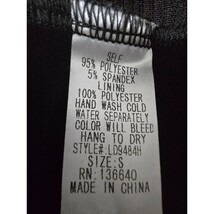 SELF
95% POLYESTER
5% SPANDEX
LINING
100% POLYESTER
HAND WASH COLD
WATER SEPARATELY
COLOR WILL BLEED
HANG TO DRY
STYLE#:LD9484H
SIZE:S
RN:136640
MADE IN CHINA